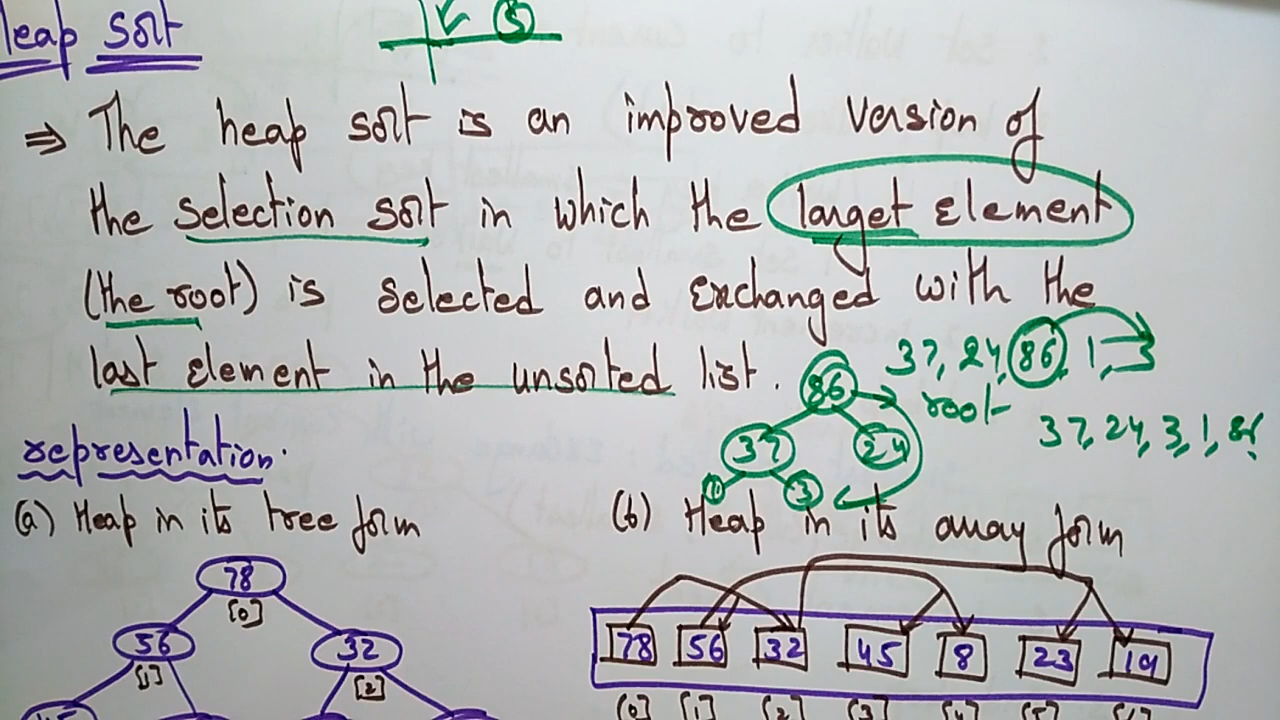 Heap Sort
5
⇒ The heap sort is an improved version of
the selection sort in which the larget element
(the root) is selected and exchanged with the
last element in the unsorted list.
37, 24, 86, 1, 3
root
37, 24, 3, 1, 86
86
37 24
1 3
representation.
(a) Heap in its tree form
(b) Heap in its array form
78
[0]
56 32
[1] [2]
45
78 56 32 45 8 23 19
[0] [1] [2] [3] [4] [5] [6]